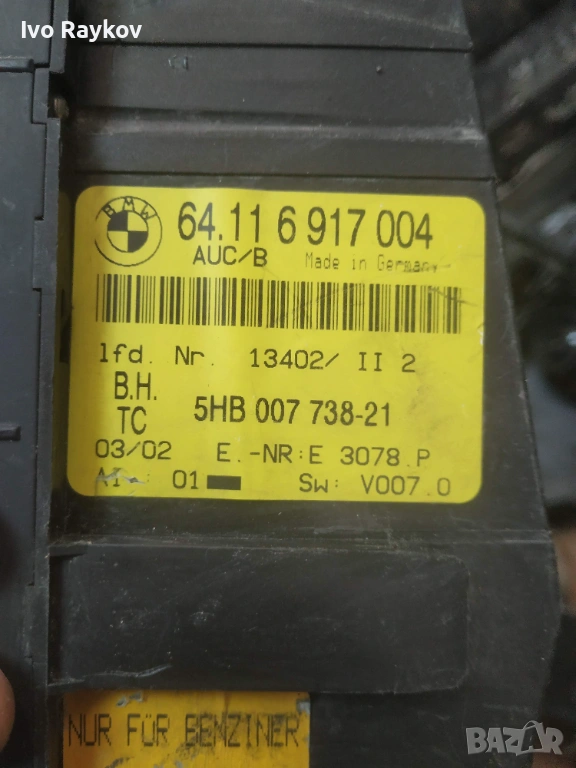 Ivo Raykov
BMW
64.11 6 917 004
AUC/B Made in Germany
lfd. Nr. 13402/ II 2
B.H.
TC 5HB 007 738-21
03/02 E.-NR:E 3078.P
01 Sw: V007.0
NUR FÜR BENZINER
BAZAR